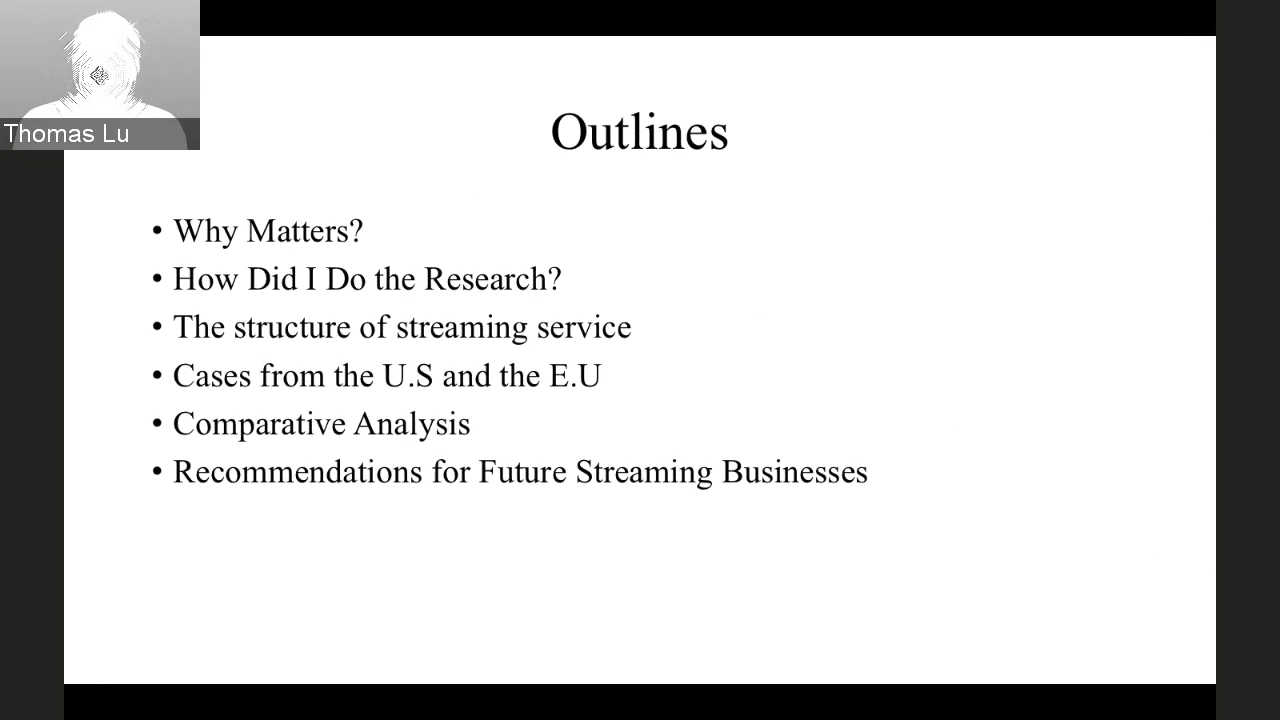 Thomas Lu
Outlines
• Why Matters?
• How Did I Do the Research?
• The structure of streaming service
• Cases from the U.S and the E.U
• Comparative Analysis
• Recommendations for Future Streaming Businesses